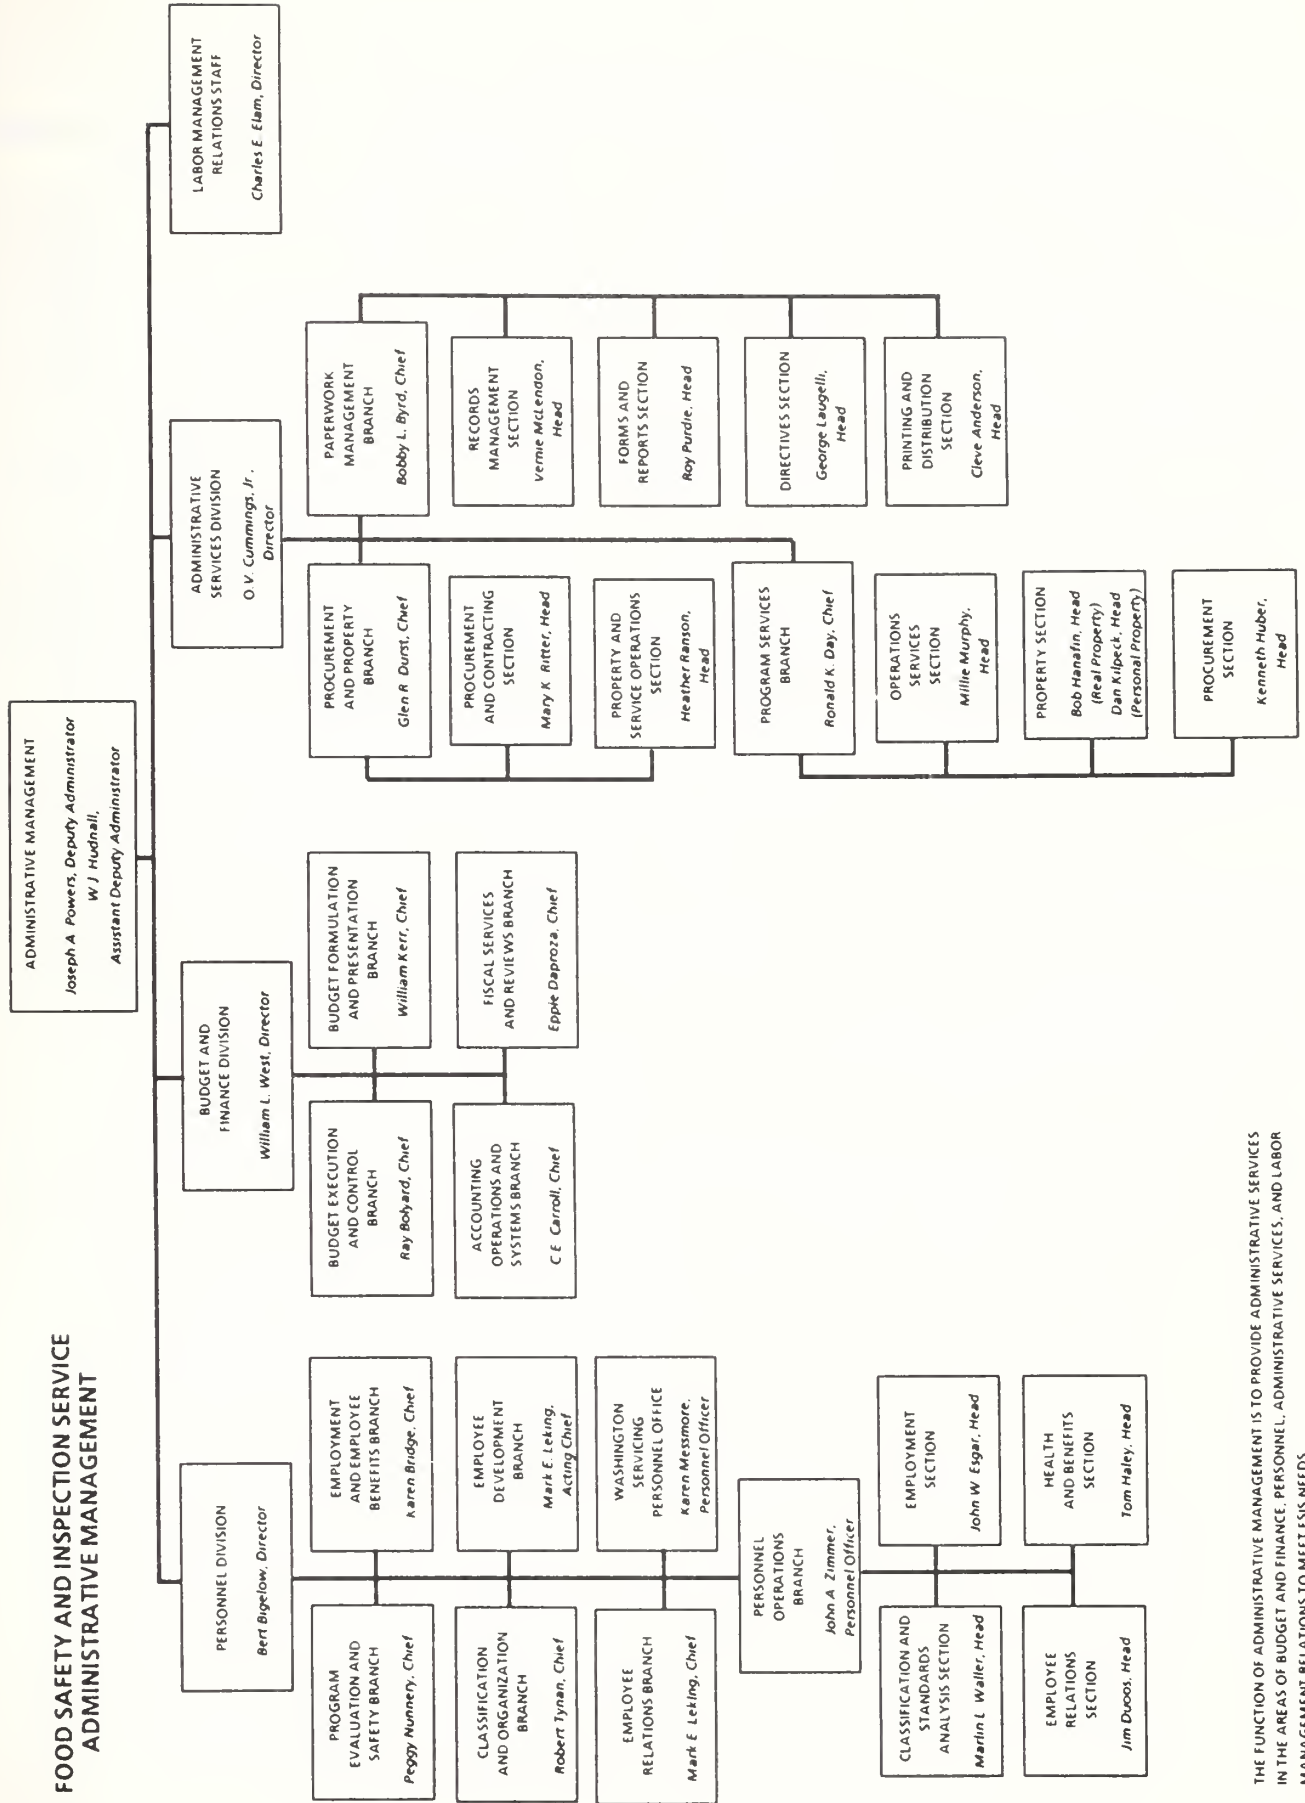 FOOD SAFETY AND INSPECTION SERVICE
ADMINISTRATIVE MANAGEMENT
ADMINISTRATIVE MANAGEMENT
Joseph A Powers, Deputy Administrator
W J Hudnall,
Assistant Deputy Administrator
PERSONNEL DIVISION
Bert Bigelow, Director
PROGRAM
EVALUATION AND
SAFETY BRANCH
Peggy Nunnery, Chief
EMPLOYMENT
AND EMPLOYEE
BENEFITS BRANCH
Karen Bridge, Chief
CLASSIFICATION
AND ORGANIZATION
BRANCH
Robert Tynan, Chief
EMPLOYEE
DEVELOPMENT
BRANCH
Mark E. Leking,
Acting Chief
EMPLOYEE
RELATIONS BRANCH
Mark E Leking, Chief
WASHINGTON
SERVICING
PERSONNEL OFFICE
Karen Messmore,
Personnel Officer
PERSONNEL
OPERATIONS
BRANCH
John A Zimmer,
Personnel Officer
CLASSIFICATION AND
STANDARDS
ANALYSIS SECTION
Marlin L Waller, Head
EMPLOYMENT
SECTION
John W Esgar, Head
EMPLOYEE
RELATIONS
SECTION
Jim Duoos, Head
HEALTH
AND BENEFITS
SECTION
Tom Haley, Head
BUDGET AND
FINANCE DIVISION
William L. West, Director
BUDGET EXECUTION
AND CONTROL
BRANCH
Ray Bolyard, Chief
BUDGET FORMULATION
AND PRESENTATION
BRANCH
William Kerr, Chief
ACCOUNTING
OPERATIONS AND
SYSTEMS BRANCH
C E Carroll, Chief
FISCAL SERVICES
AND REVIEWS BRANCH
Eppie Daproza, Chief
ADMINISTRATIVE
SERVICES DIVISION
O.V. Cummings, Jr.
Director
PROCUREMENT
AND PROPERTY
BRANCH
Glen R Durst, Chief
PROCUREMENT
AND CONTRACTING
SECTION
Mary K Ritter, Head
PROPERTY AND
SERVICE OPERATIONS
SECTION
Heather Ranson,
Head
PROGRAM SERVICES
BRANCH
Ronald K. Day, Chief
OPERATIONS
SERVICES
SECTION
Millie Murphy,
Head
PROPERTY SECTION
Bob Hanafin, Head
(Real Property)
Dan Kilpeck, Head
(Personal Property)
PROCUREMENT
SECTION
Kenneth Huber,
Head
PAPERWORK
MANAGEMENT
BRANCH
Bobby L. Byrd, Chief
RECORDS
MANAGEMENT
SECTION
Vernie McLendon,
Head
FORMS AND
REPORTS SECTION
Roy Purdie, Head
DIRECTIVES SECTION
George Laugelli,
Head
PRINTING AND
DISTRIBUTION
SECTION
Cleve Anderson,
Head
LABOR MANAGEMENT
RELATIONS STAFF
Charles E. Elam, Director
THE FUNCTION OF ADMINISTRATIVE MANAGEMENT IS TO PROVIDE ADMINISTRATIVE SERVICES
IN THE AREAS OF BUDGET AND FINANCE, PERSONNEL, ADMINISTRATIVE SERVICES, AND LABOR
MANAGEMENT RELATIONS TO MEET FSIS NEEDS